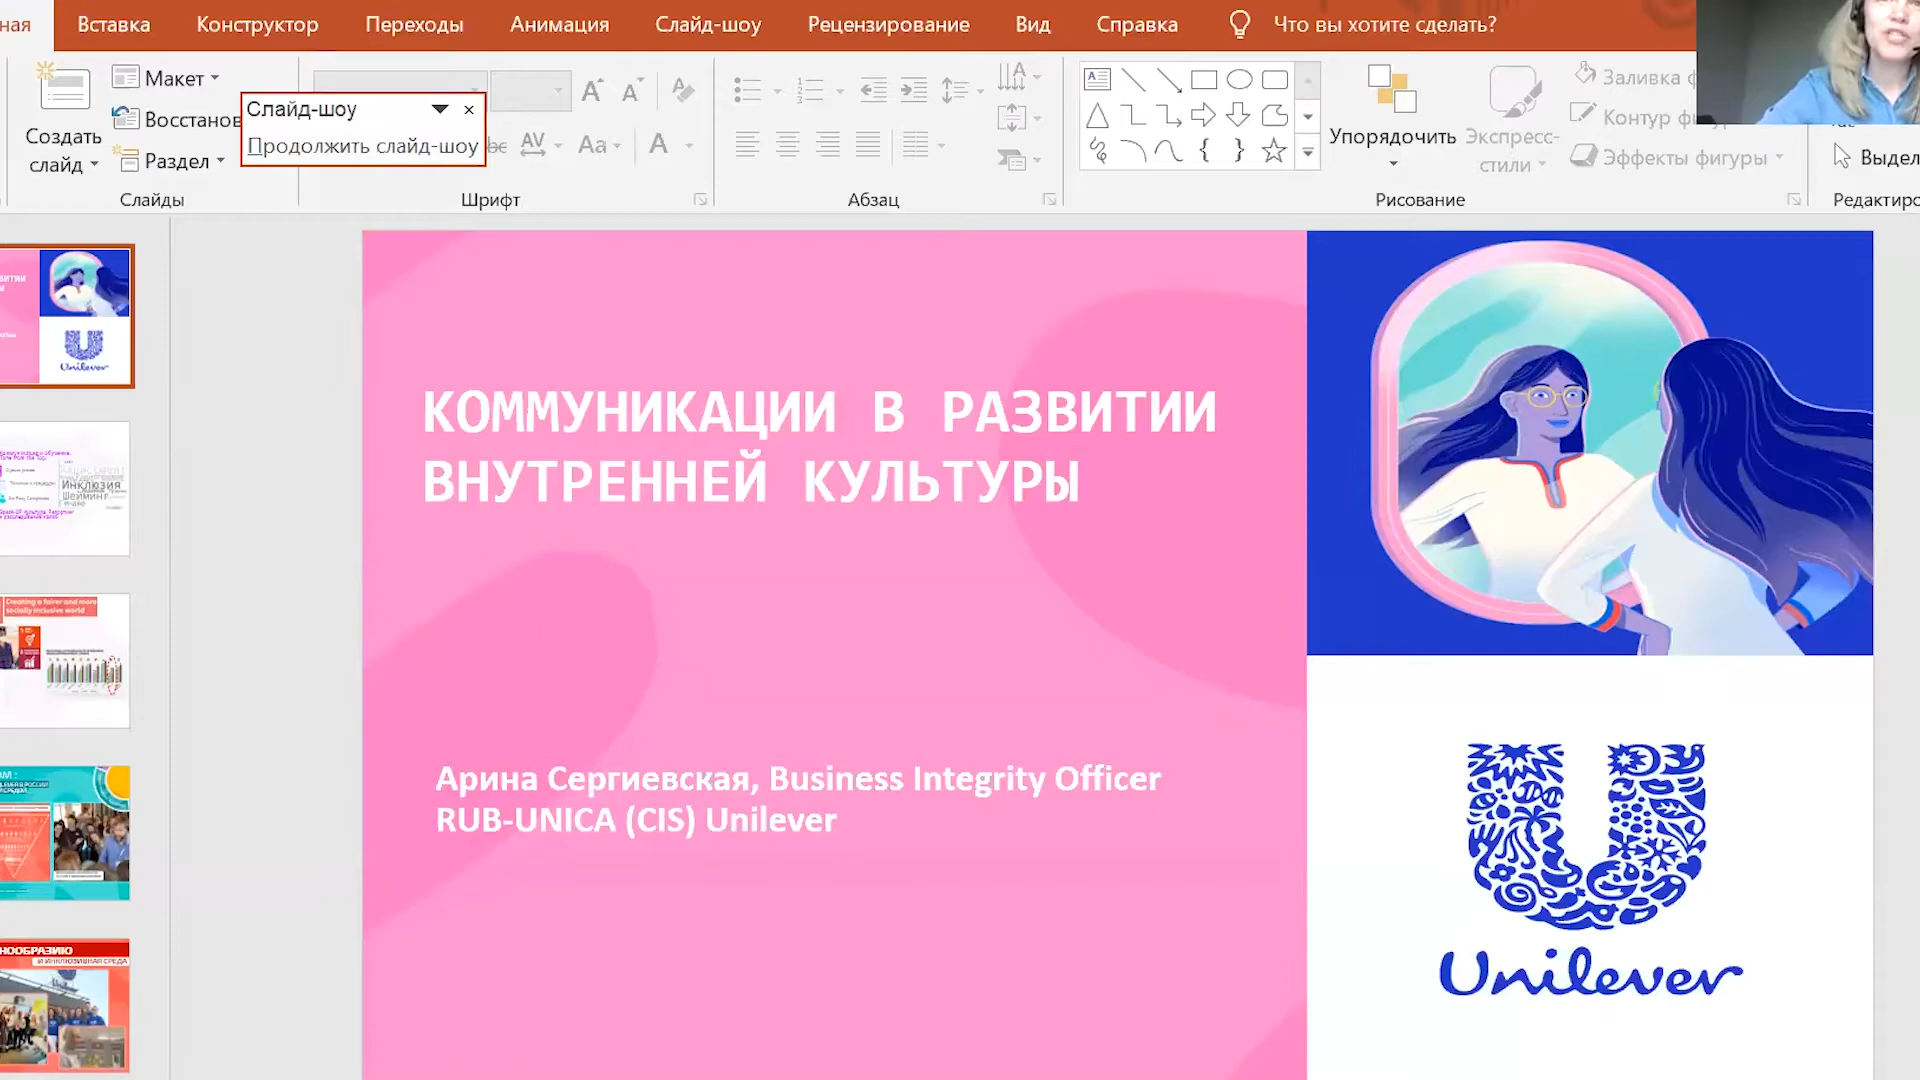 ная Вставка Конструктор Переходы Анимация Слайд-шоу Рецензирование Вид Справка Что вы хотите сделать?
Создать
слайд
Макет
Восстанов
Раздел
Слайды
Слайд-шоу
Продолжить слайд-шоу
Шрифт
Абзац
Упорядочить
Экспресс-
стили
Заливка ф
Контур фигу
Эффекты фигуры
Рисование
Выдел
Редактиро
КОММУНИКАЦИИ В РАЗВИТИИ
ВНУТРЕННЕЙ КУЛЬТУРЫ
Арина Сергиевская, Business Integrity Officer
RUB-UNICA (CIS) Unilever
Unilever
Unilever
Инклюзия
Шейминг
Creating a fairer and more
socially inclusive world
НООБРАЗИЮ
И ИНКЛЮЗИВНАЯ СРЕДА